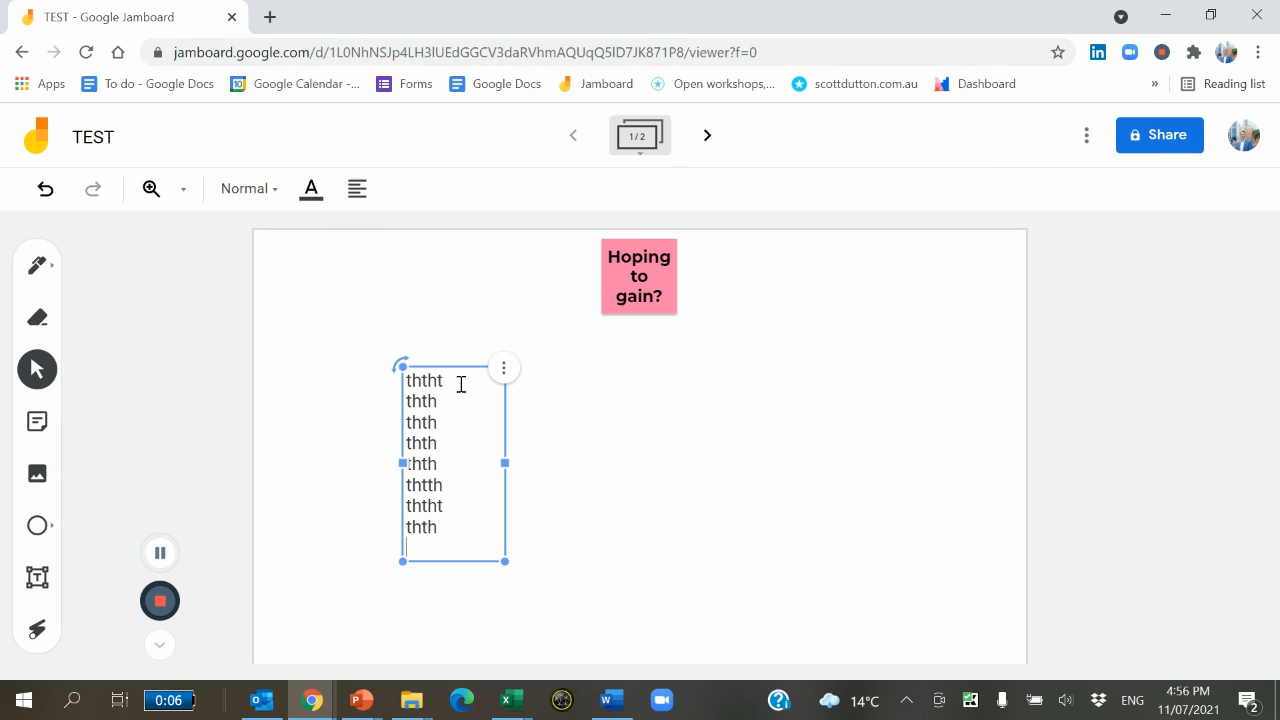 TEST - Google Jamboard
jamboard.google.com/d/1L0NhNSJp4LH3lUEdGGCV3daRVhmAQUqQ5lD7JK871P8/viewer?f=0
Apps To do - Google Docs Google Calendar -... Forms Google Docs Jamboard Open workshops,... scottdutton.com.au Dashboard » Reading list
TEST
1/2
Share
Normal
A
Hoping
to
gain?
ththt
thth
thth
thth
thth
thtth
ththt
thth
T
0:06
14°C
ENG
4:56 PM
11/07/2021
2